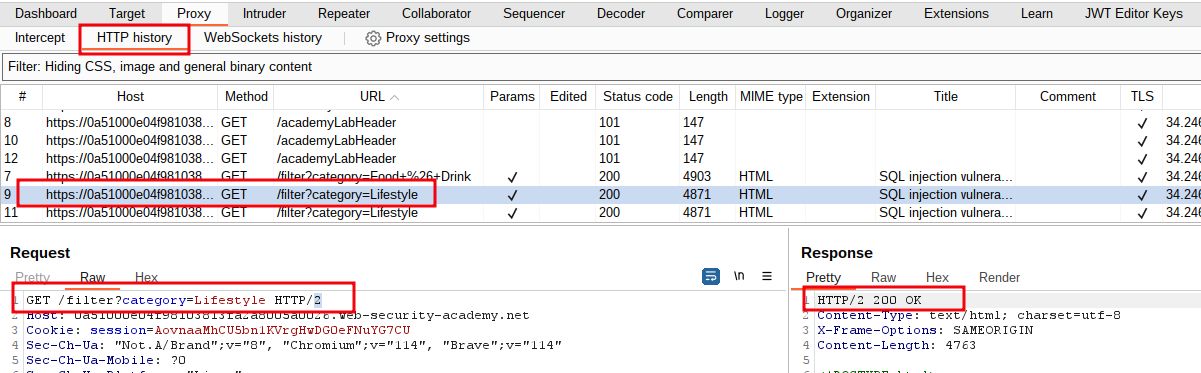 Dashboard Target Proxy Intruder Repeater Collaborator Sequencer Decoder Comparer Logger Organizer Extensions Learn JWT Editor Keys
Intercept HTTP history WebSockets history Proxy settings
Filter: Hiding CSS, image and general binary content
# Host Method URL Params Edited Status code Length MIME type Extension Title Comment TLS
8 https://0a51000e04f981038... GET /academyLabHeader 101 147 ✓ 34.246
10 https://0a51000e04f981038... GET /academyLabHeader 101 147 ✓ 34.246
12 https://0a51000e04f981038... GET /academyLabHeader 101 147 ✓ 34.246
7 https://0a51000e04f981038... GET /filter?category=Food+%26+Drink ✓ 200 4903 HTML SQL injection vulnera... ✓ 34.246
9 https://0a51000e04f981038... GET /filter?category=Lifestyle ✓ 200 4871 HTML SQL injection vulnera... ✓ 34.246
11 https://0a51000e04f981038... GET /filter?category=Lifestyle ✓ 200 4871 HTML SQL injection vulnera... ✓ 34.246
Request
Pretty Raw Hex \n
1 GET /filter?category=Lifestyle HTTP/2
2 Host: 0a51000e04f98103813fa2a8005a002c.web-security-academy.net
3 Cookie: session=AovnaaMhCU5bn1KVrgHwDGOeFNuYG7CU
4 Sec-Ch-Ua: "Not.A/Brand";v="8", "Chromium";v="114", "Brave";v="114"
5 Sec-Ch-Ua-Mobile: ?0
Response
Pretty Raw Hex Render
1 HTTP/2 200 OK
2 Content-Type: text/html; charset=utf-8
3 X-Frame-Options: SAMEORIGIN
4 Content-Length: 4763
5